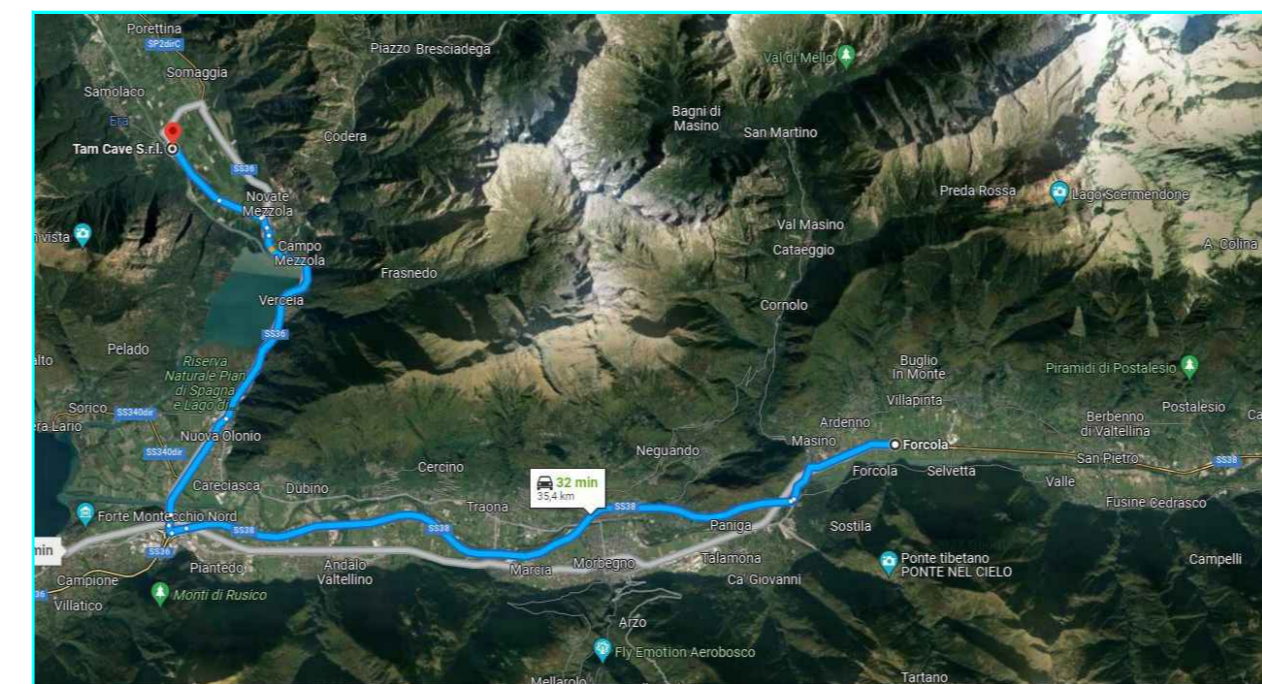 Porettina
SP2dirC
Somaggia
Samolaco
Era
Tam Cave S.r.l.
Piazzo
Bresciadega
Val di Mello
Bagni di
Masino
San Martino
Codera
SS36
Novate
Mezzola
Preda Rossa
Lago Scermendone
vista
Campo
Mezzola
Val Masino
Cataeggio
A. Colina
Frasnedo
Verceia
Cornolo
SS36
Pelado
alto
Riserva
Naturale Pian
di Spagna
e Lago di
Buglio
In Monte
Piramidi di Postalesio
Villapinta
Sorico
SS340dir
era Lario
Nuova Olonio
SS340dir
Ardenno
Masino
Forcola
Berbenno
di Valtellina
Postalesio
Neguando
San Pietro
SS38
Cercino
Careciasca
Dubino
32 min
35,4 km
Traona
Forcola
Selvetta
Valle
Fusine
Cedrasco
Forte Montecchio Nord
SS38
SS38
SS38
Paniga
Sostila
min
SS36
Piantedo
Andalo
Valtellino
Marcia
Morbegno
Talamona
Ca' Giovanni
Ponte tibetano
PONTE NEL CIELO
Campelli
Campione
36
Villatico
Monti di Rusico
Arzo
Fly Emotion Aerobosco
Mellarolo
Tartano